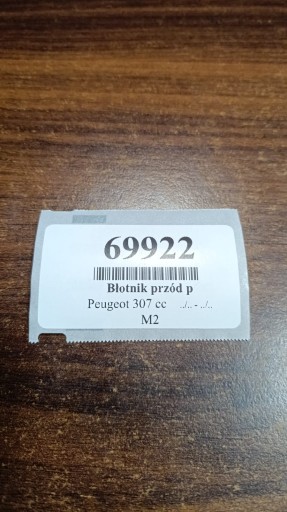 69922
Błotnik przód p
Peugeot 307 cc ../.. - ../..
M2